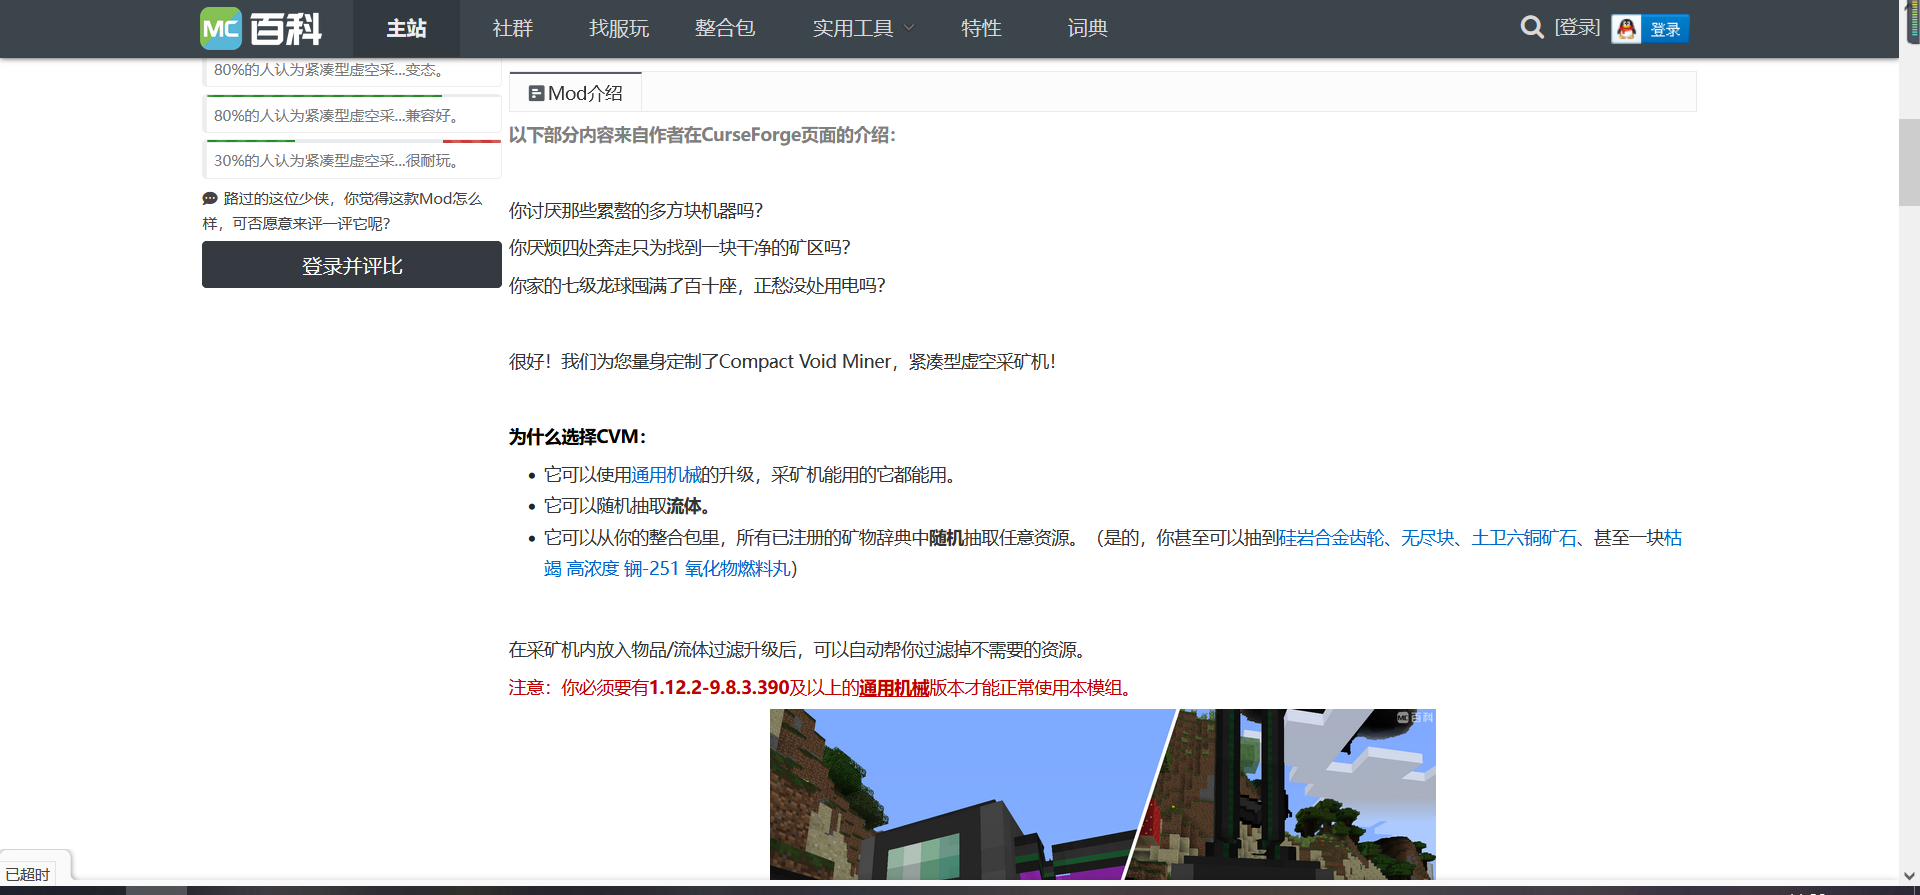 MC 百科 主站 社群 找服玩 整合包 实用工具 特性 词典 [登录] 登录
80%的人认为紧凑型虚空采...变态。
80%的人认为紧凑型虚空采...兼容好。
30%的人认为紧凑型虚空采...很耐玩。
路过的这位少侠，你觉得这款Mod怎么
样，可否愿意来评一评它呢？
登录并评比
Mod介绍
以下部分内容来自作者在CurseForge页面的介绍：
你讨厌那些累赘的多方块机器吗？
你厌烦四处奔走只为找到一块干净的矿区吗？
你家的七级龙球囤满了百十座，正愁没处用电吗？
很好！我们为您量身定制了Compact Void Miner，紧凑型虚空采矿机！
为什么选择CVM：
它可以使用通用机械的升级，采矿机能用的它都能用。
它可以随机抽取流体。
它可以从你的整合包里，所有已注册的矿物辞典中随机抽取任意资源。（是的，你甚至可以抽到硅岩合金齿轮、无尽块、土卫六铜矿石、甚至一块枯
竭 高浓度 锎-251 氧化物燃料丸）
在采矿机内放入物品/流体过滤升级后，可以自动帮你过滤掉不需要的资源。
注意：你必须要有1.12.2-9.8.3.390及以上的通用机械版本才能正常使用本模组。
MC百科
已超时